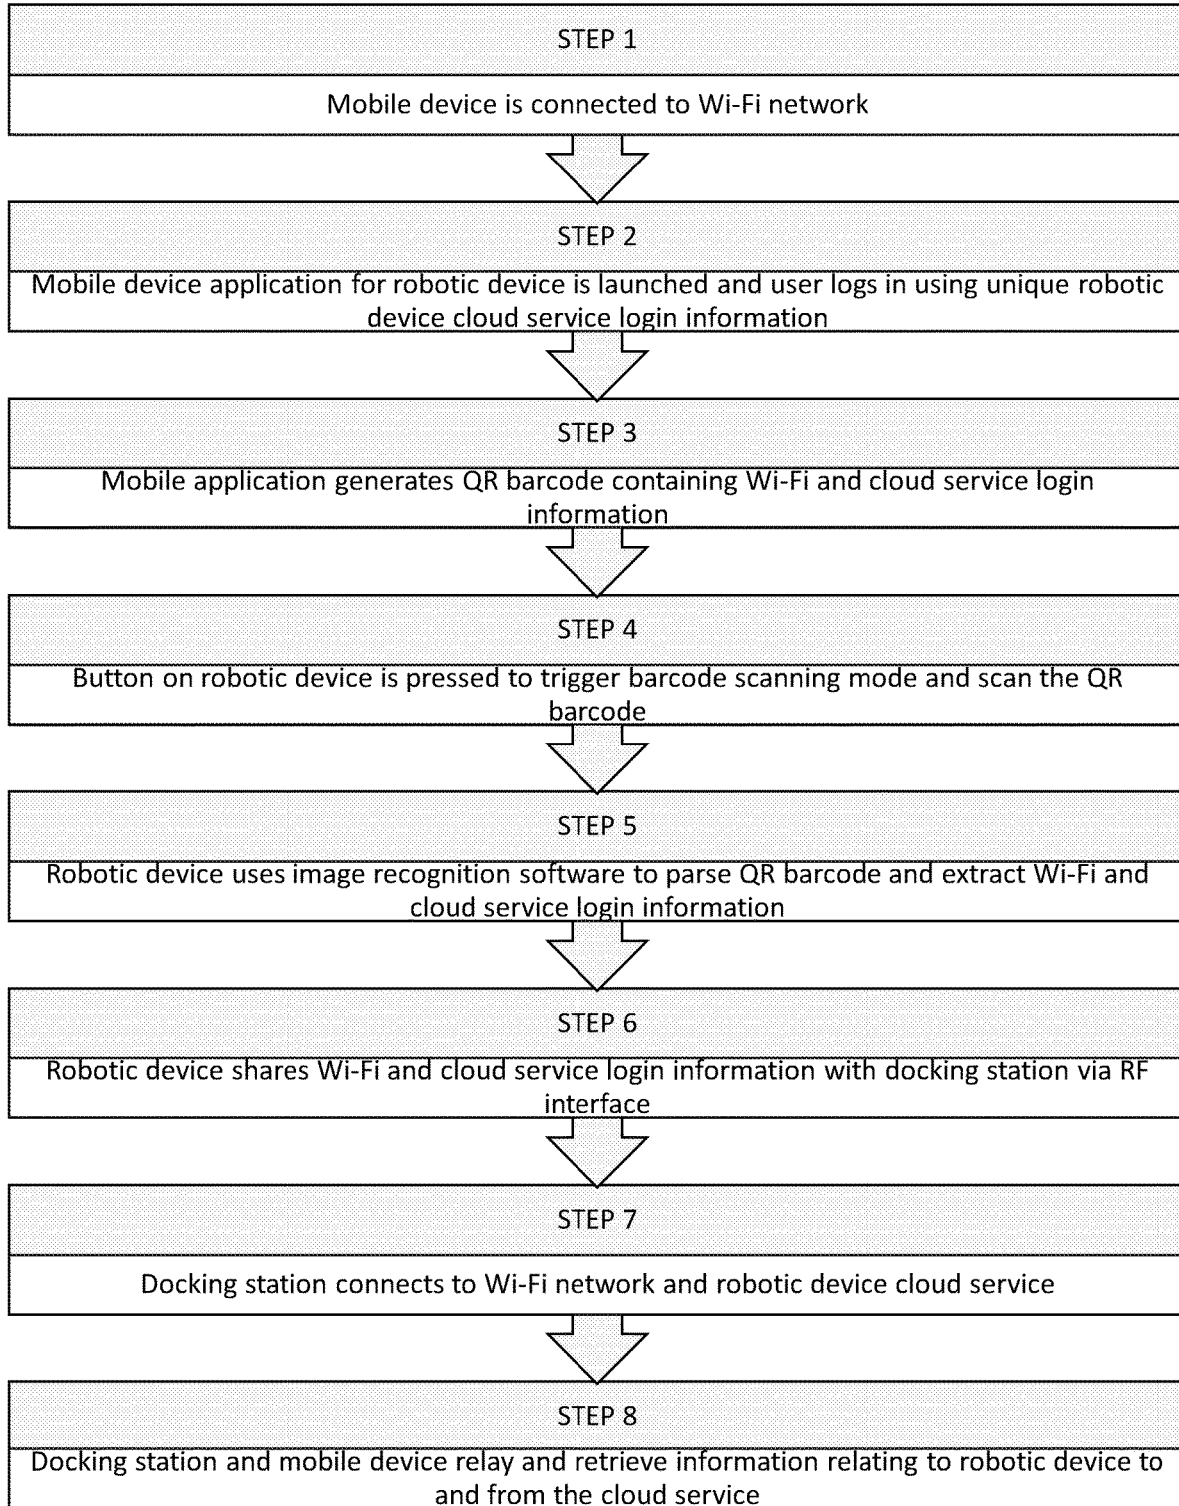 STEP 1
Mobile device is connected to Wi-Fi network
STEP 2
Mobile device application for robotic device is launched and user logs in using unique robotic
device cloud service login information
STEP 3
Mobile application generates QR barcode containing Wi-Fi and cloud service login
information
STEP 4
Button on robotic device is pressed to trigger barcode scanning mode and scan the QR
barcode
STEP 5
Robotic device uses image recognition software to parse QR barcode and extract Wi-Fi and
cloud service login information
STEP 6
Robotic device shares Wi-Fi and cloud service login information with docking station via RF
interface
STEP 7
Docking station connects to Wi-Fi network and robotic device cloud service
STEP 8
Docking station and mobile device relay and retrieve information relating to robotic device to
and from the cloud service